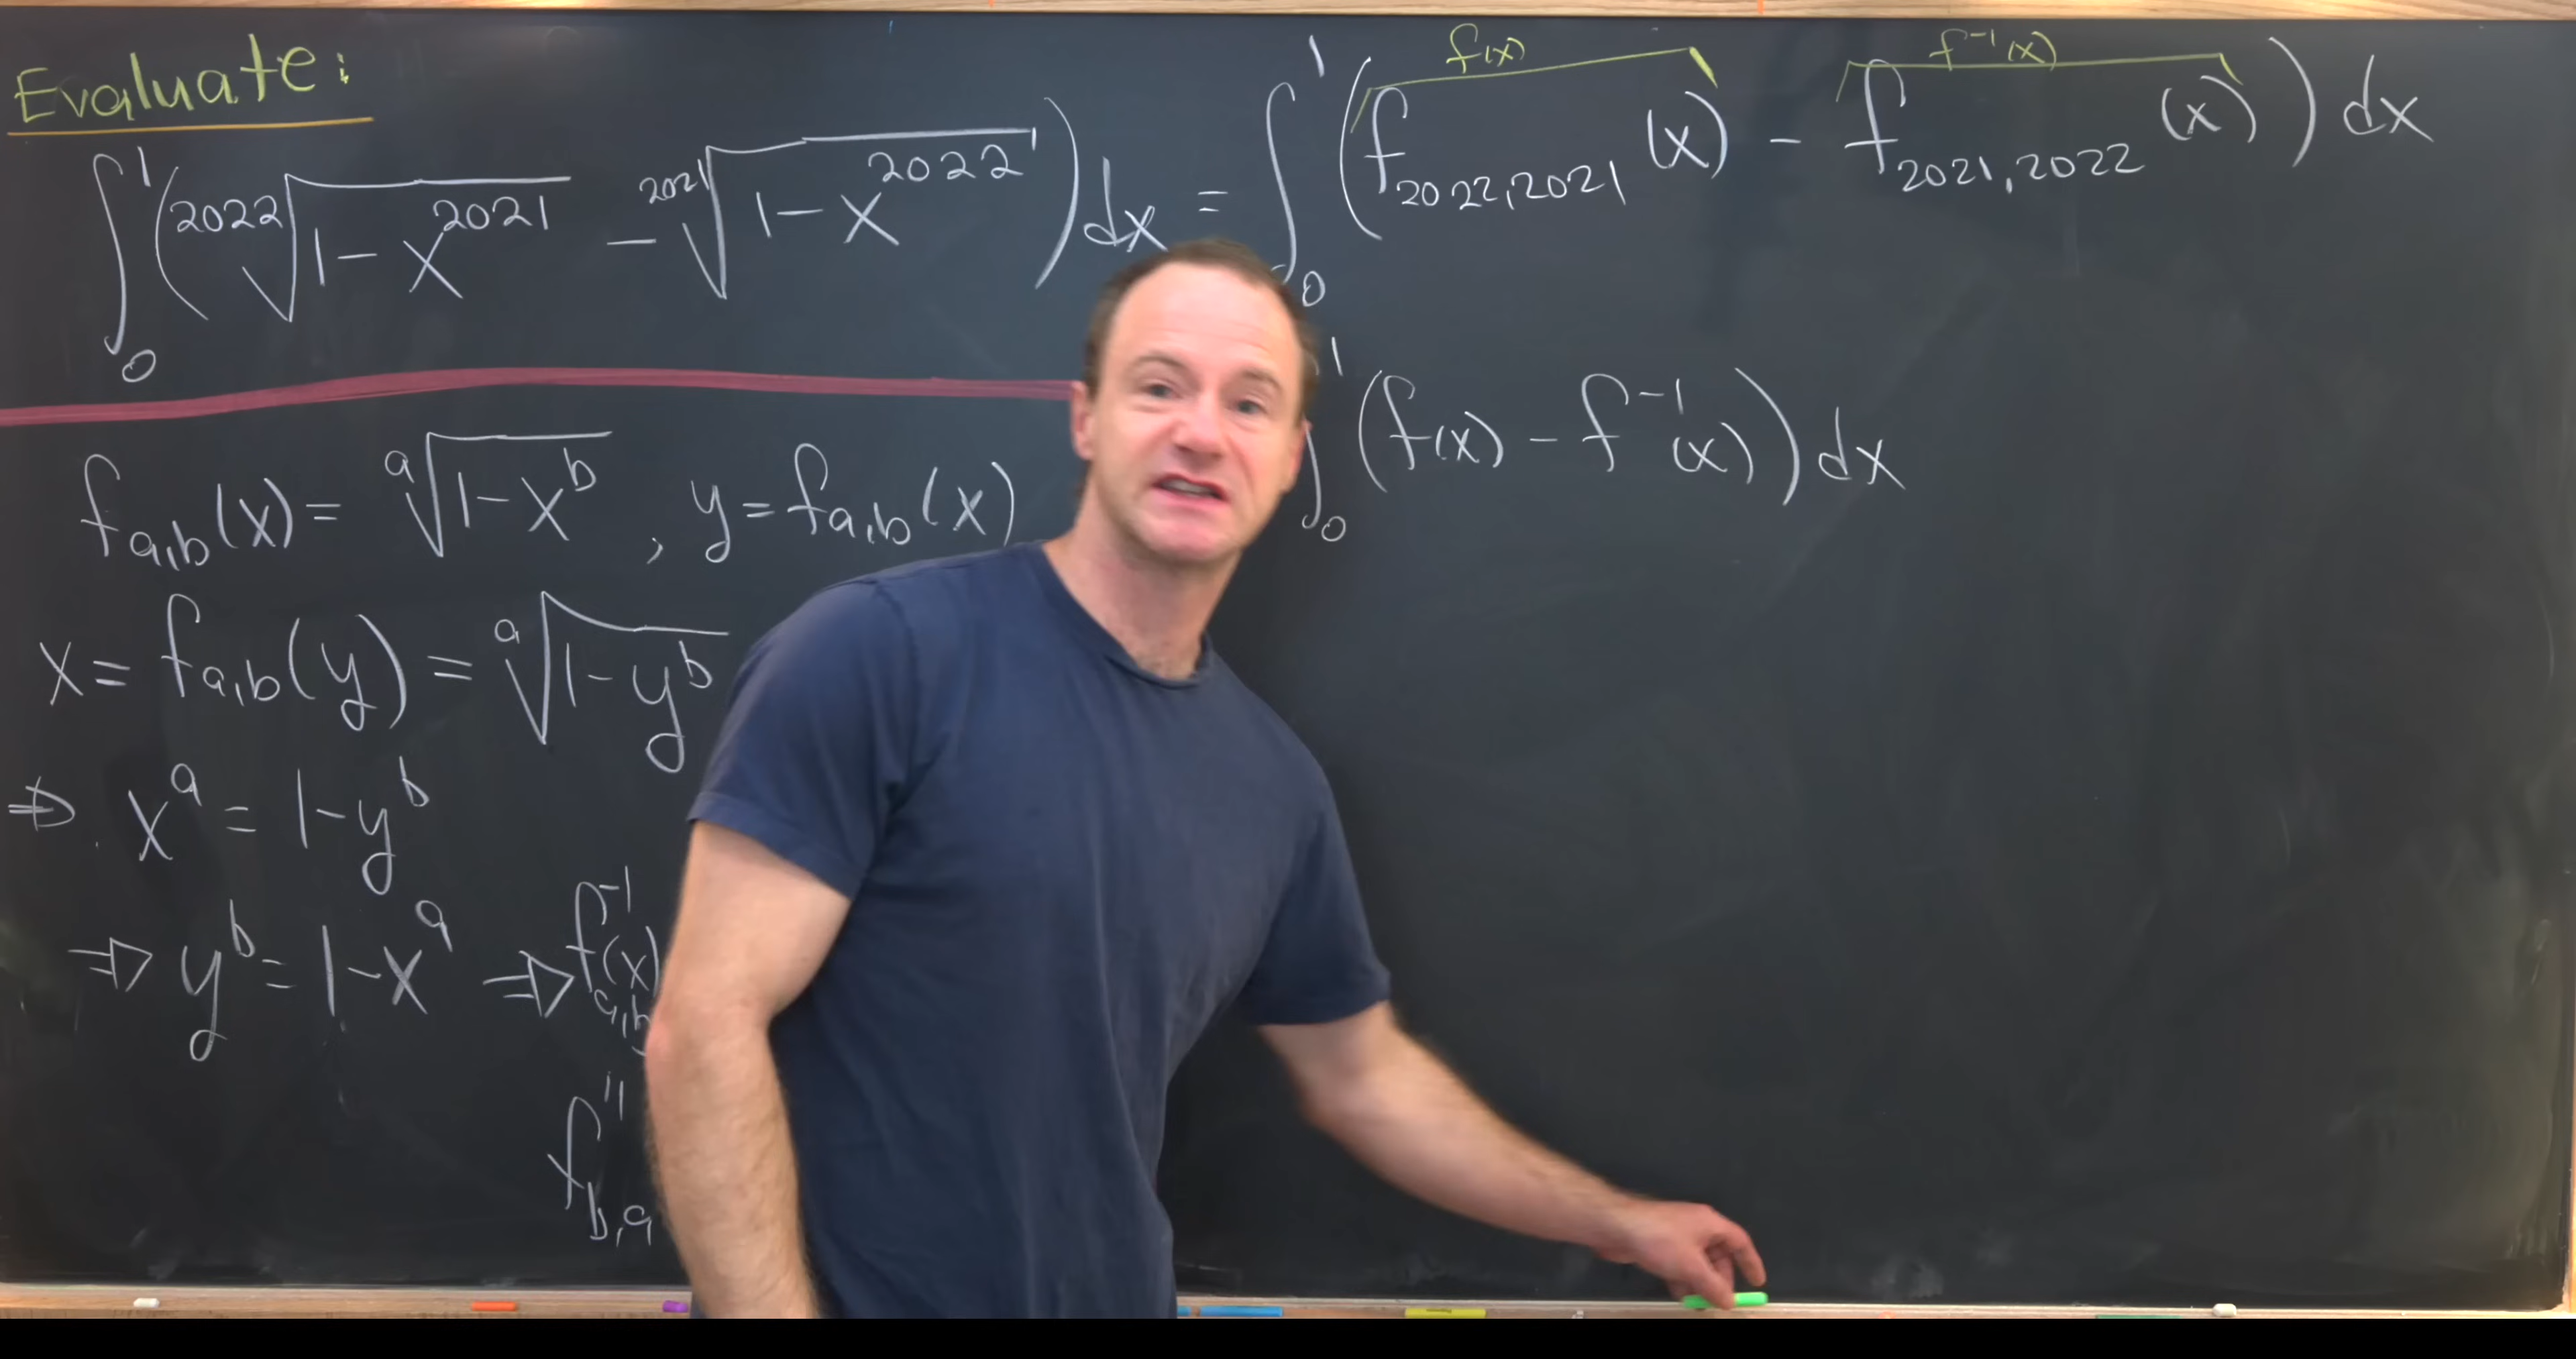 Evaluate:
∫₀¹ (²⁰²²√(1-x²⁰²¹) - ²⁰²¹√(1-x²⁰²²)) dx = ∫₀¹ (f₂₀₂₂,₂₀₂₁(x) - f₂₀₂₁,₂₀₂₂(x)) dx
f(x) f⁻¹(x)
∫₀¹ (f(x) - f⁻¹(x)) dx
f_{a,b}(x) = ᵃ√(1-xᵇ) , y = f_{a,b}(x)
x = f_{a,b}(y) = ᵃ√(1-yᵇ)
⇒ xᵃ = 1-yᵇ
⇒ yᵇ = 1-xᵃ ⇒ f⁻¹_{a,b}(x)
"
f_{b,a}